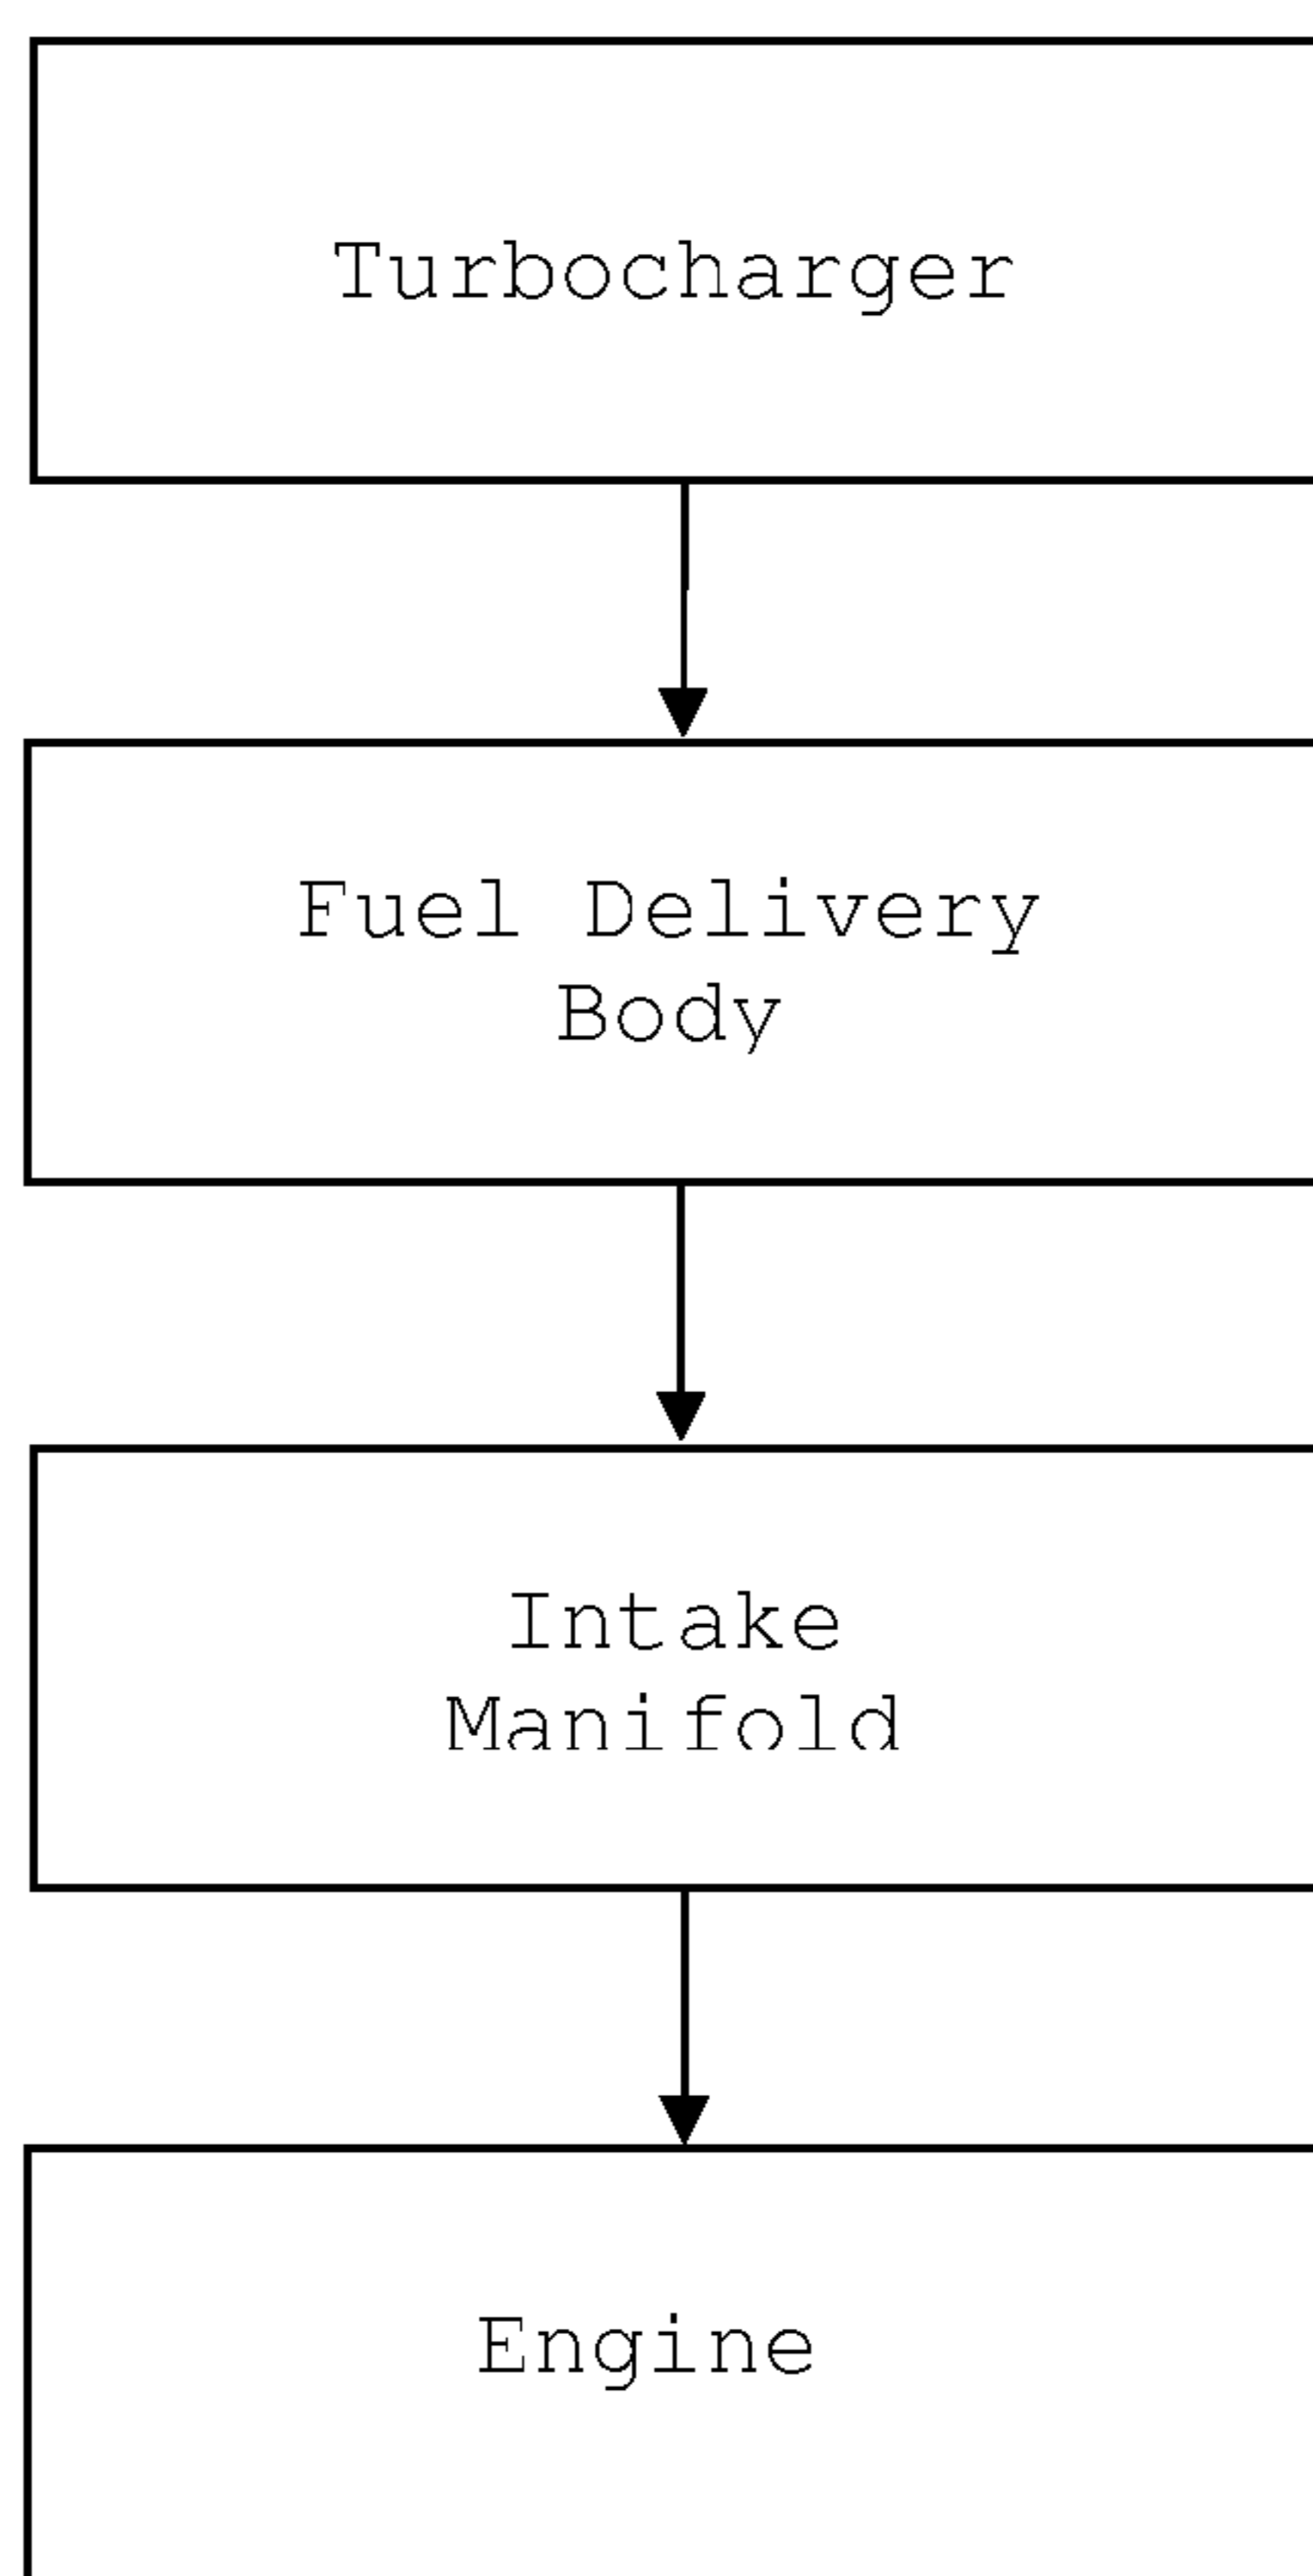 Turbocharger
Fuel Delivery
Body
Intake
Manifold
Engine